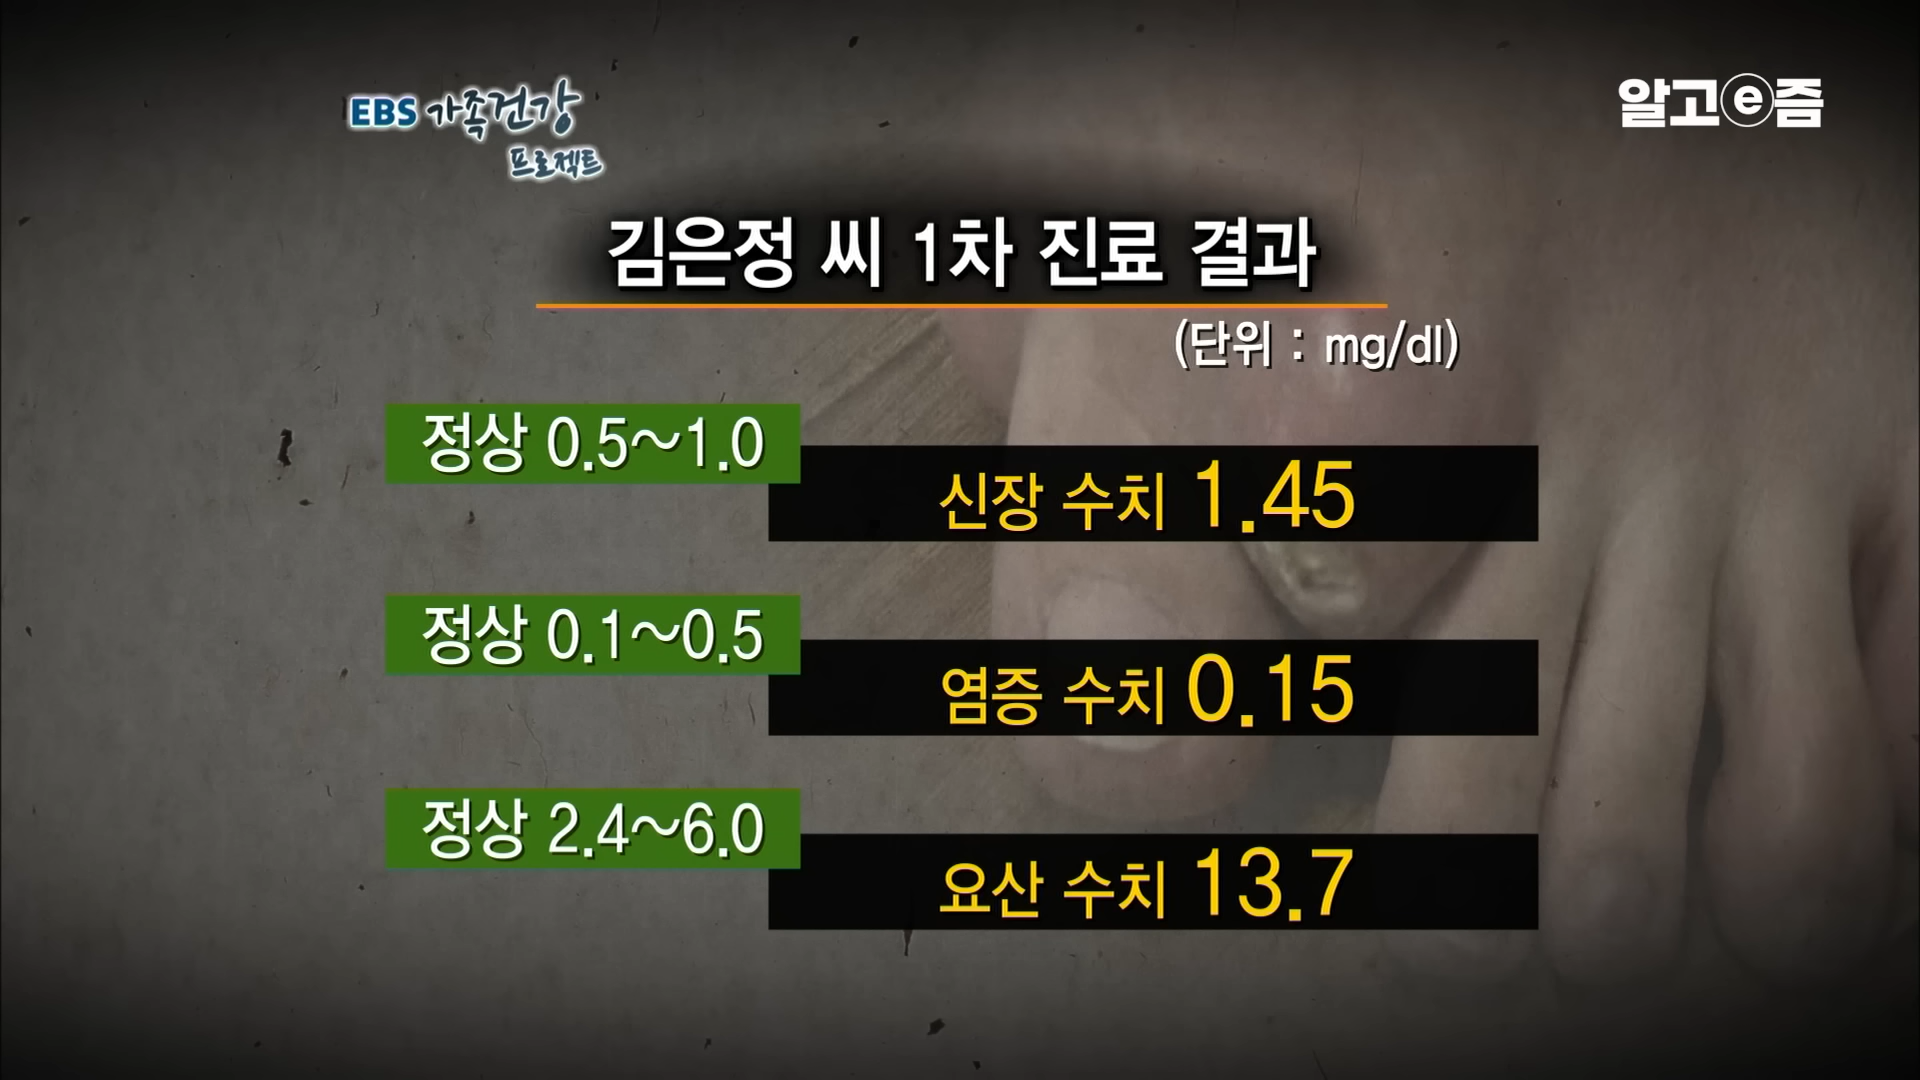 EBS 가족건강
프로젝트
알고e즘
김은정 씨 1차 진료 결과
(단위 : mg/dl)
정상 0.5~1.0
신장 수치 1.45
정상 0.1~0.5
염증 수치 0.15
정상 2.4~6.0
요산 수치 13.7